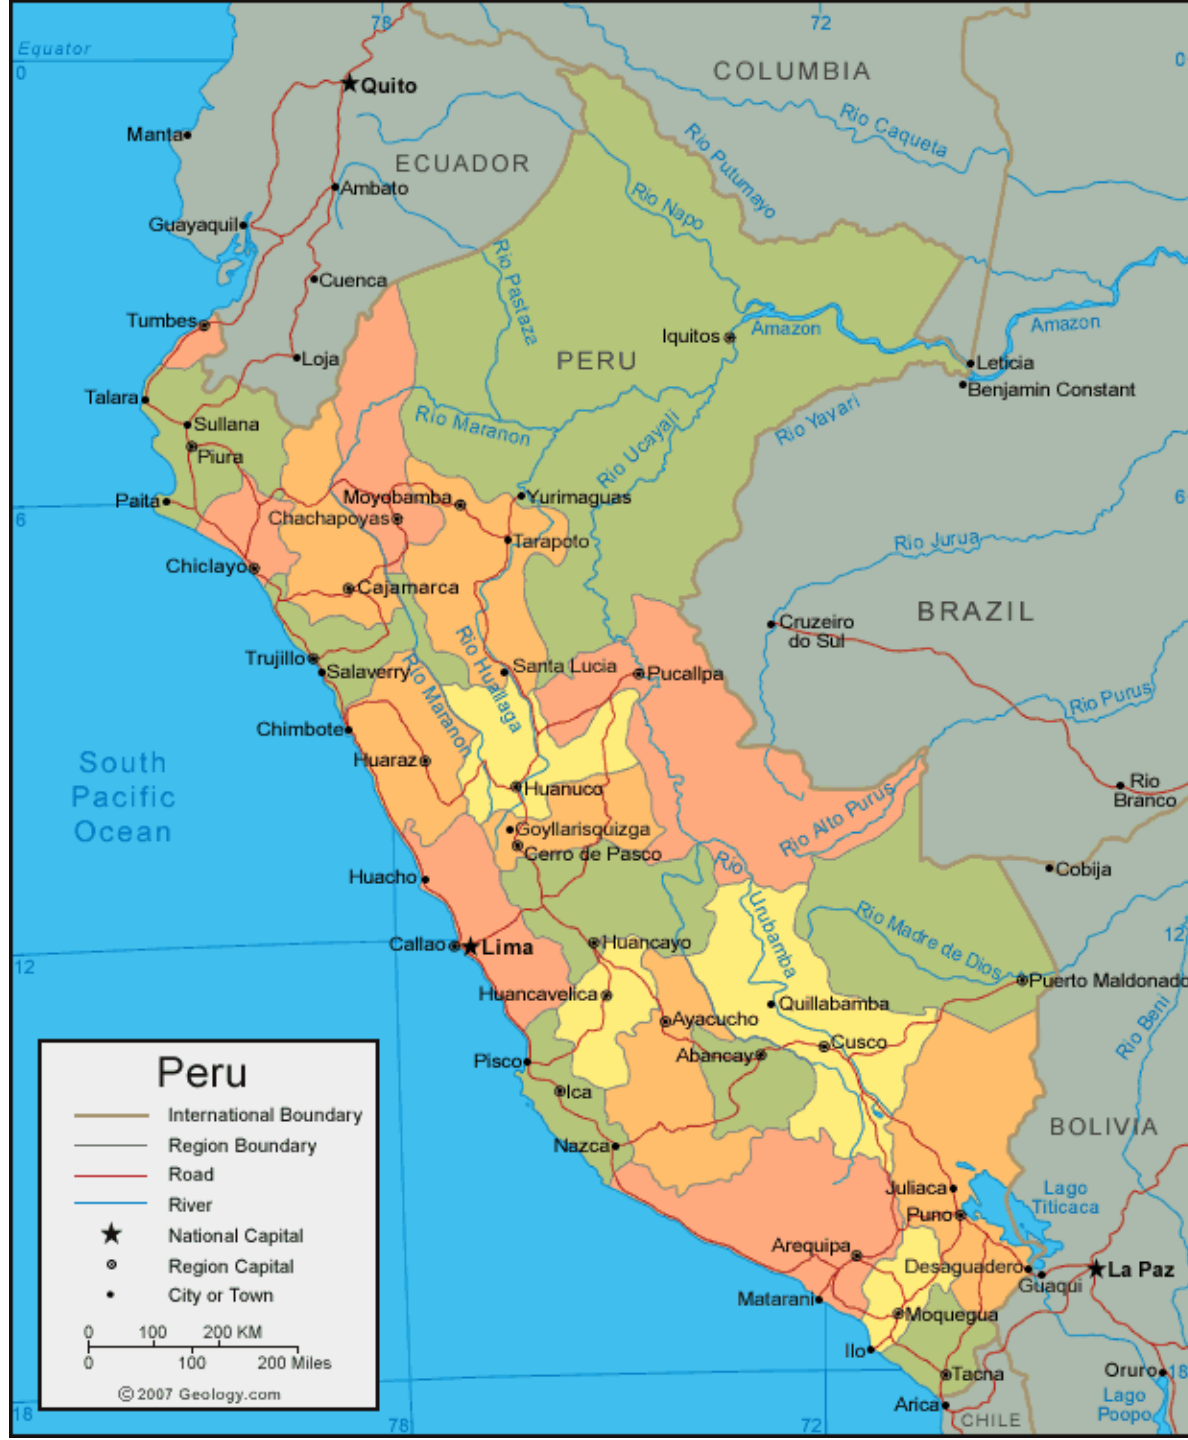 78
72
Equator
0
0
COLUMBIA
Quito
Rio Caqueta
Manta
Rio Putumayo
ECUADOR
Ambato
Rio Napo
Guayaquil
Rio Pastaza
Cuenca
Tumbes
Iquitos
Amazon
Amazon
Loja
PERU
Leticia
Talara
Benjamin Constant
Rio Maranon
Rio Yavari
Sullana
Rio Ucayali
Piura
Paita
Moyobamba
Yurimaguas
6
6
Chachapoyas
Tarapoto
Rio Jurua
Chiclayo
Cajamarca
BRAZIL
Cruzeiro
do Sul
Trujillo
Salaverry
Rio Huallaga
Santa Lucia
Pucallpa
Rio Maranon
Rio Purus
Chimbote
Huaraz
South
Pacific
Ocean
Huanuco
Rio
Branco
Rio Alto Purus
Goyllarisquizga
Cerro de Pasco
Rio
Urubamba
Cobija
Huacho
Rio Madre de Dios
12
12
Callao
Lima
Huancayo
Puerto Maldonado
Huancavelica
Quillabamba
Ayacucho
Rio Beni
Cusco
Abancay
Pisco
Ica
Nazca
BOLIVIA
Juliaca
Lago
Titicaca
Puno
Arequipa
Desaguadero
Guaqui
La Paz
Matarani
Moquegua
Ilo
Tacna
Oruro
18
Arica
CHILE
Lago
Poopo
18
78
72
Peru
International Boundary
Region Boundary
Road
River
National Capital
Region Capital
City or Town
0 100 200 KM
0 100 200 Miles
©2007 Geology.com